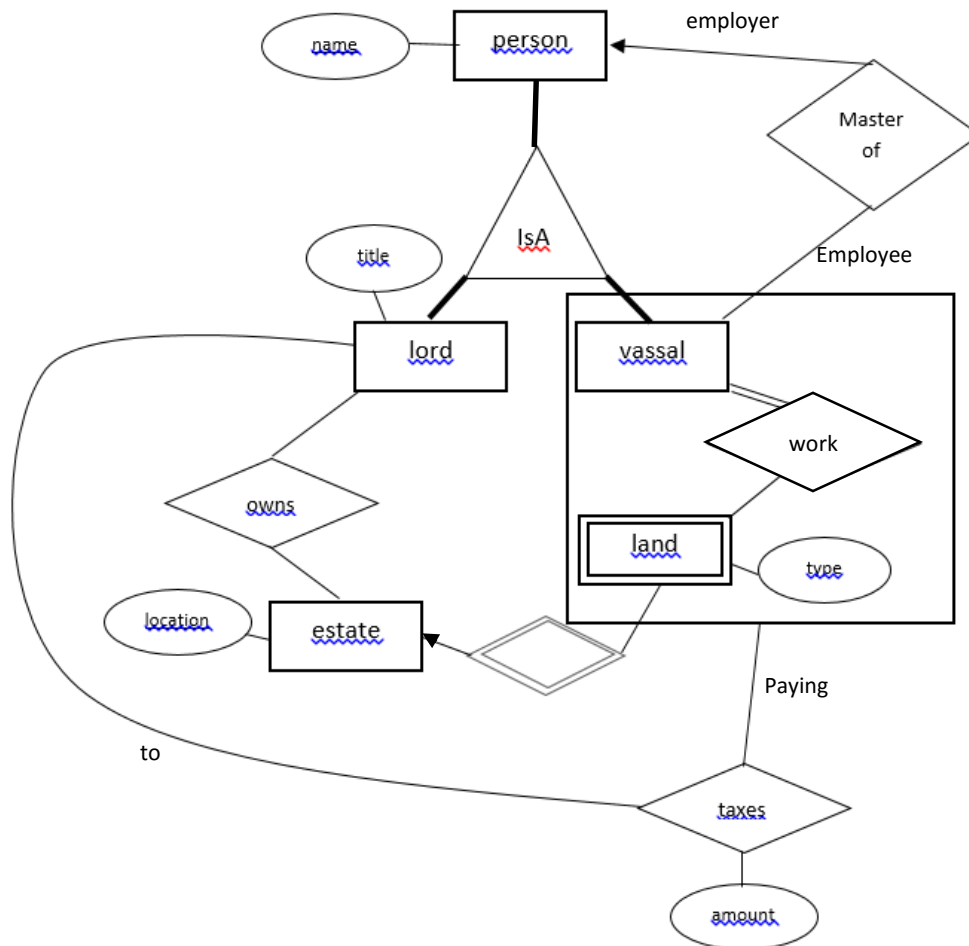 employer
name
person
Master
of
IsA
title
Employee
lord
vassal
work
owns
land
type
location
estate
Paying
to
taxes
amount